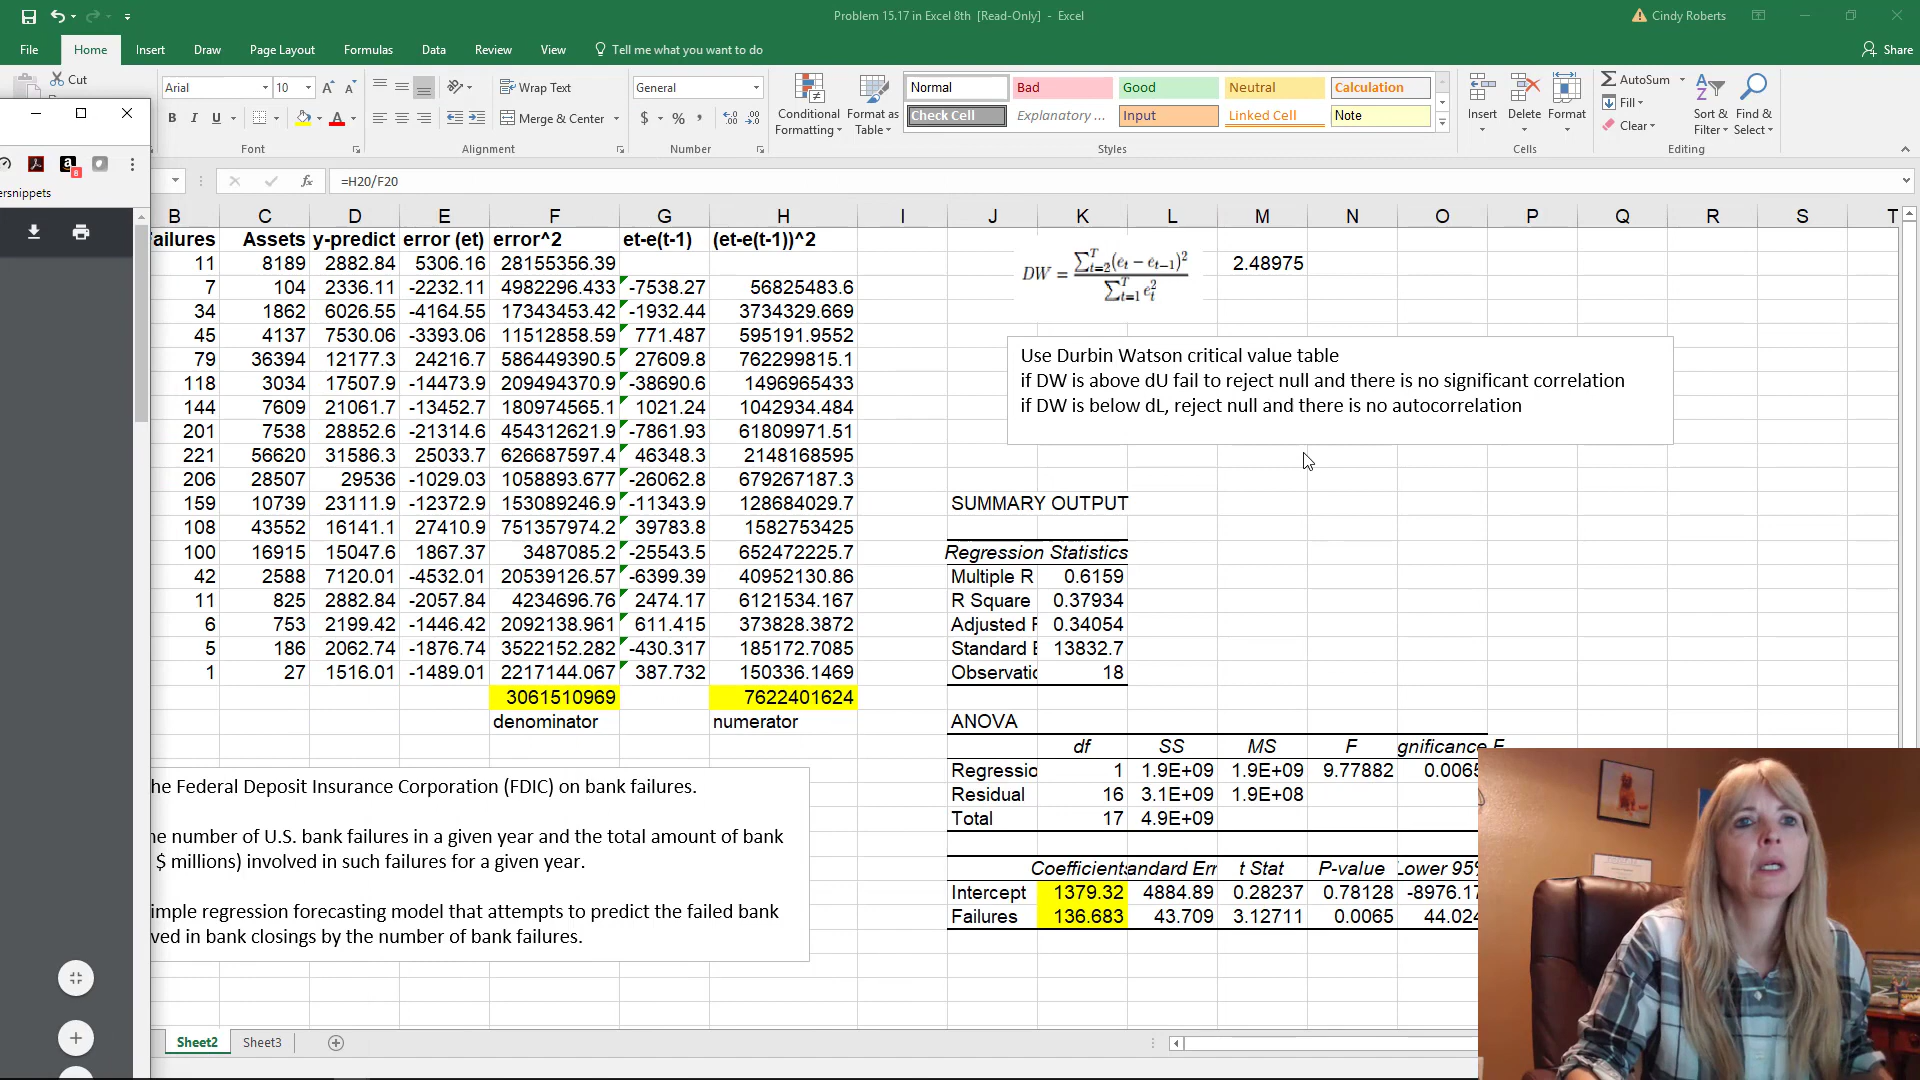 Problem 15.17 in Excel 8th [Read-Only] - Excel
Cindy Roberts
File Home Insert Draw Page Layout Formulas Data Review View Tell me what you want to do Share
Cut
Arial 10 A A
Wrap Text
General
B I U A
Merge & Center
$ % ,
Conditional Formatting
Format as Table
Normal Bad Good Neutral Calculation
Check Cell Explanatory ... Input Linked Cell Note
Insert Delete Format
AutoSum
Fill
Clear
Sort & Filter
Find & Select
Font Alignment Number Styles Cells Editing
fx =H20/F20
ersnippets
B C D E F G H I J K L M N O P Q R S T
ailures Assets y-predict error (et) error^2 et-e(t-1) (et-e(t-1))^2
11 8189 2882.84 5306.16 28155356.39
7 104 2336.11 -2232.11 4982296.433 -7538.27 56825483.6
34 1862 6026.55 -4164.55 17343453.42 -1932.44 3734329.669
45 4137 7530.06 -3393.06 11512858.59 771.487 595191.9552
79 36394 12177.3 24216.7 586449390.5 27609.8 762299815.1
118 3034 17507.9 -14473.9 209494370.9 -38690.6 1496965433
144 7609 21061.7 -13452.7 180974565.1 1021.24 1042934.484
201 7538 28852.6 -21314.6 454312621.9 -7861.93 61809971.51
221 56620 31586.3 25033.7 626687597.4 46348.3 2148168595
206 28507 29536 -1029.03 1058893.677 -26062.8 679267187.3
159 10739 23111.9 -12372.9 153089246.9 -11343.9 128684029.7
108 43552 16141.1 27410.9 751357974.2 39783.8 1582753425
100 16915 15047.6 1867.37 3487085.2 -25543.5 652472225.7
42 2588 7120.01 -4532.01 20539126.57 -6399.39 40952130.86
11 825 2882.84 -2057.84 4234696.76 2474.17 6121534.167
6 753 2199.42 -1446.42 2092138.961 611.415 373828.3872
5 186 2062.74 -1876.74 3522152.282 -430.317 185172.7085
1 27 1516.01 -1489.01 2217144.067 387.732 150336.1469
3061510969 7622401624
denominator numerator
he Federal Deposit Insurance Corporation (FDIC) on bank failures.
ne number of U.S. bank failures in a given year and the total amount of bank
$ millions) involved in such failures for a given year.
imple regression forecasting model that attempts to predict the failed bank
ved in bank closings by the number of bank failures.
DW = ∑ᵀₜ₌₂(eₜ − eₜ₋₁)² / ∑ᵀₜ₌₁ eₜ² 2.48975
Use Durbin Watson critical value table
if DW is above dU fail to reject null and there is no significant correlation
if DW is below dL, reject null and there is no autocorrelation
SUMMARY OUTPUT
Regression Statistics
Multiple R 0.6159
R Square 0.37934
Adjusted F 0.34054
Standard E 13832.7
Observatic 18
ANOVA
df SS MS F gnificance F
Regressio 1 1.9E+09 1.9E+09 9.77882 0.0065
Residual 16 3.1E+09 1.9E+08
Total 17 4.9E+09
Coefficients andard Err t Stat P-value Lower 95%
Intercept 1379.32 4884.89 0.28237 0.78128 -8976.17
Failures 136.683 43.709 3.12711 0.0065 44.024
Sheet2 Sheet3